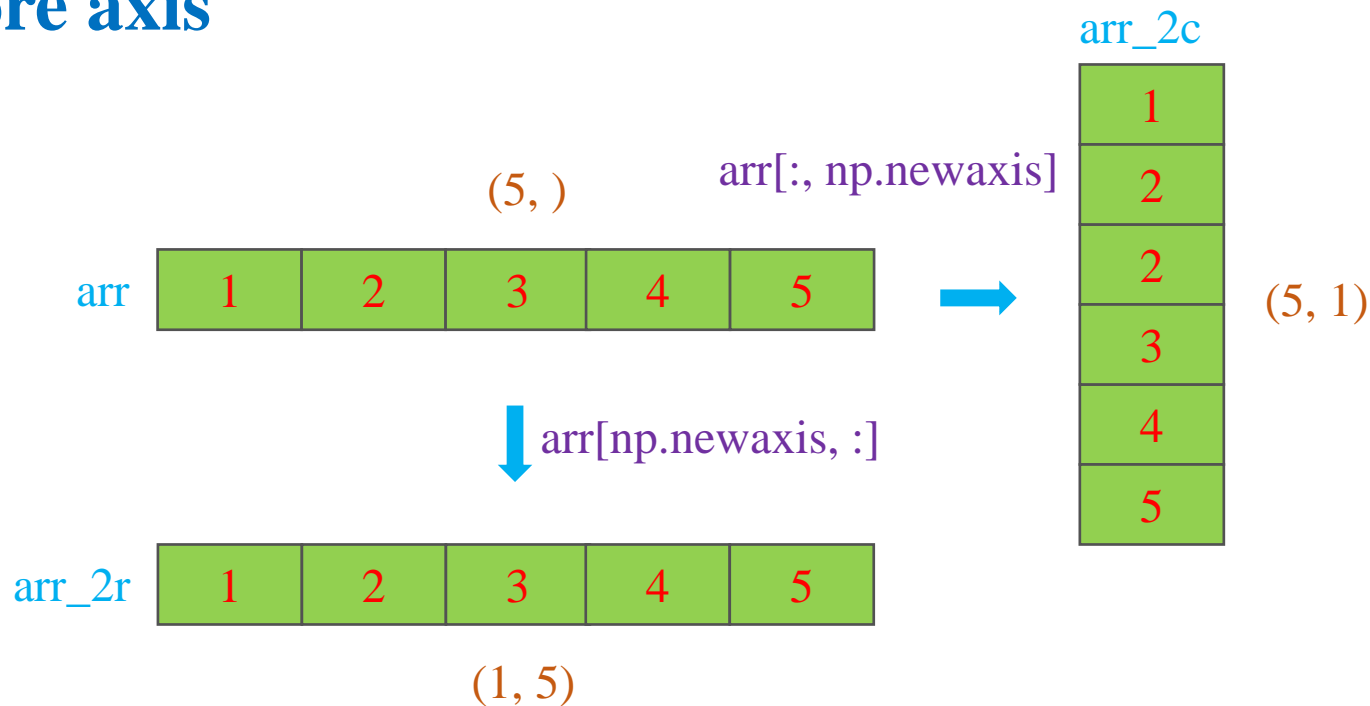 ore axis
arr_2c
1
2
2
3
4
5
arr[:, np.newaxis]
(5, 1)
(5, )
arr 1 2 3 4 5
arr[np.newaxis, :]
arr_2r 1 2 3 4 5
(1, 5)